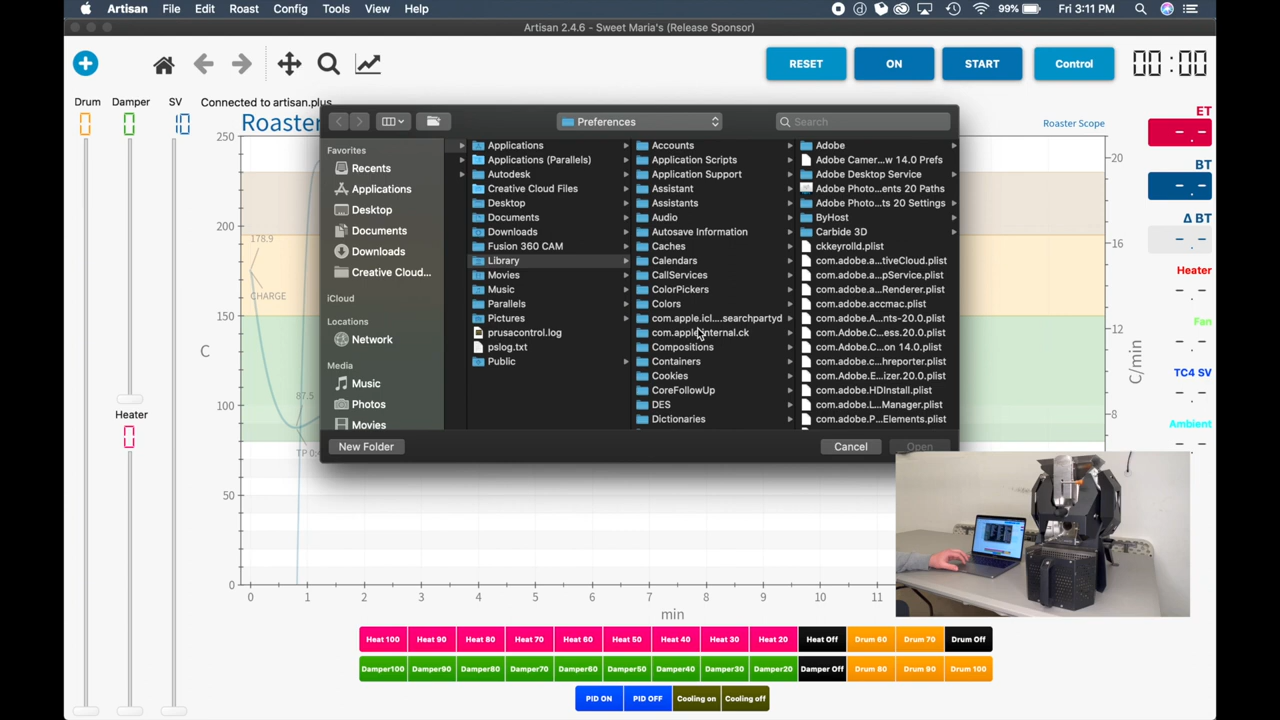 Artisan File Edit Roast Config Tools View Help
99% Fri 3:11 PM
Artisan 2.4.6 - Sweet Maria's (Release Sponsor)
RESET ON START Control 00:00
Drum Damper SV Connected to artisan.plus
0 0 10
Roaster
Roaster Scope
Preferences
Search
Favorites
Recents
Applications
Desktop
Documents
Downloads
Creative Cloud...
iCloud
Locations
Network
Media
Music
Photos
Movies
Applications
Applications (Parallels)
Autodesk
Creative Cloud Files
Desktop
Documents
Downloads
Fusion 360 CAM
Library
Movies
Music
Parallels
Pictures
prusacontrol.log
pslog.txt
Public
Accounts
Application Scripts
Application Support
Assistant
Assistants
Audio
Autosave Information
Caches
Calendars
CallServices
ColorPickers
Colors
com.apple.icl....searchpartyd
com.apple.internal.ck
Compositions
Containers
Cookies
CoreFollowUp
DES
Dictionaries
Adobe
Adobe Camer...w 14.0 Prefs
Adobe Desktop Service
Adobe Photo...ents 20 Paths
Adobe Photo...ts 20 Settings
ByHost
Carbide 3D
ckkeyrolld.plist
com.adobe.a...tiveCloud.plist
com.adobe.a...pService.plist
com.adobe.a...Renderer.plist
com.adobe.accmac.plist
com.adobe.A...nts-20.0.plist
com.Adobe.C...ess.20.0.plist
com.Adobe.C...on 14.0.plist
com.adobe.c...hreporter.plist
com.Adobe.E...izer.20.0.plist
com.adobe.HDInstall.plist
com.adobe.L...Manager.plist
com.adobe.P...Elements.plist
New Folder
Cancel
Open
250
200
150
100
50
0
C
178.9
CHARGE
87.5
TP 0:4
0 1 2 3 4 5 6 7 8 9 10 11
min
20
16
12
8
C/min
ET
-.-
BT
-.-
Δ BT
-.-
Heater
-.-
Fan
-.-
TC4 SV
-.-
Ambient
-.-
Heater
0
Heat 100 Heat 90 Heat 80 Heat 70 Heat 60 Heat 50 Heat 40 Heat 30 Heat 20 Heat Off Drum 60 Drum 70 Drum Off
Damper100 Damper90 Damper80 Damper70 Damper60 Damper50 Damper40 Damper30 Damper20 Damper Off Drum 80 Drum 90 Drum 100
PID ON PID OFF Cooling on Cooling off